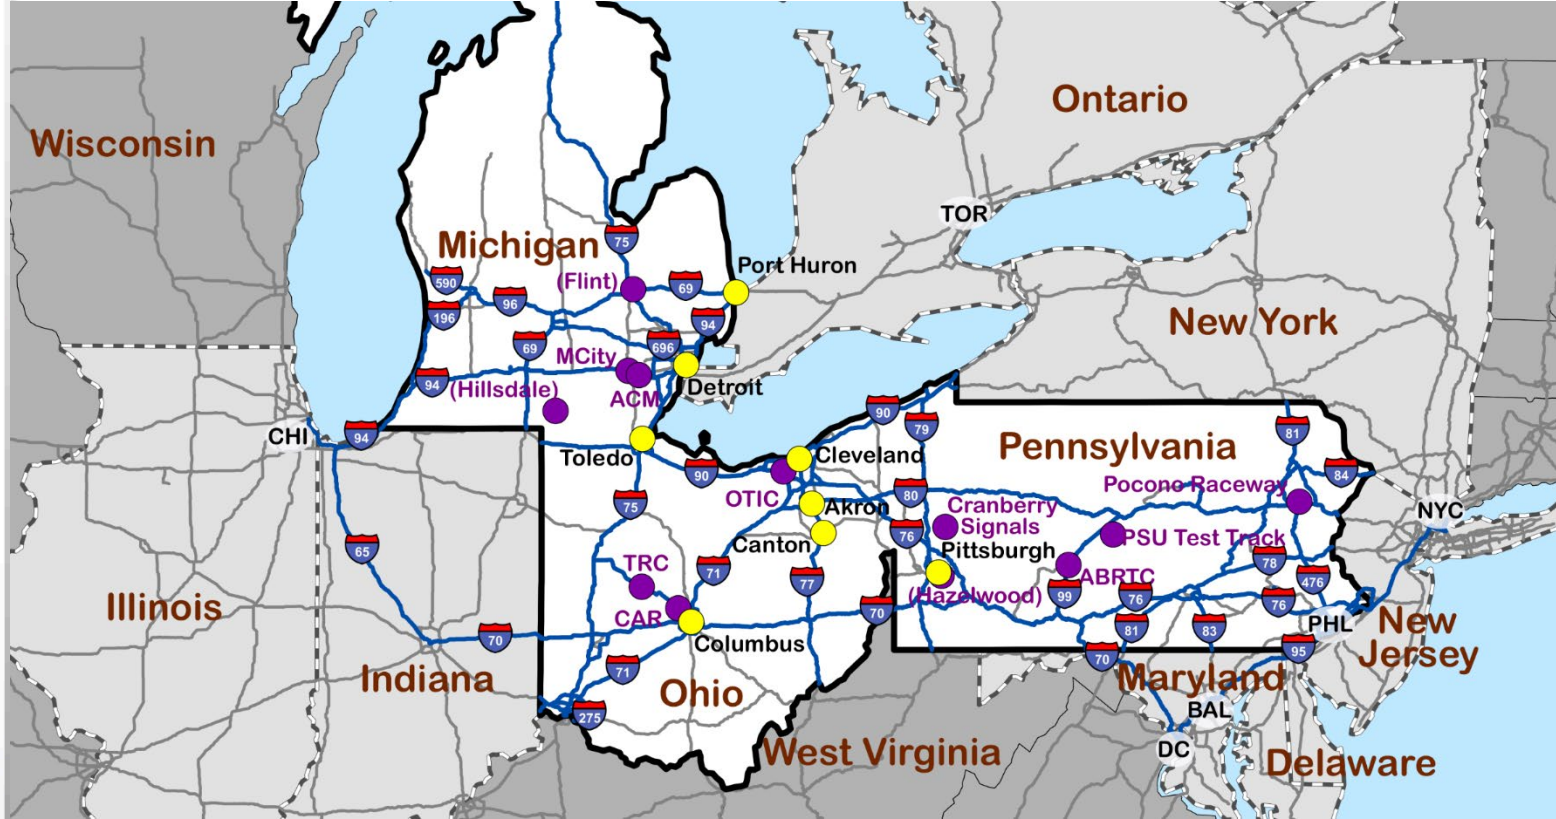 Ontario
Wisconsin
TOR
Michigan
75
Port Huron
590
(Flint)
69
96
196
94
New York
69
696
MCity
94
(Hillsdale)
ACM
Detroit
90
79
81
CHI
94
Toledo
Cleveland
Pennsylvania
90
84
OTIC
80
Pocono Raceway
75
Akron
Cranberry
Signals
NYC
76
PSU Test Track
65
Canton
Pittsburgh
TRC
71
77
78
ABRTC
476
99
(Hazelwood)
76
76
Illinois
CAR
70
PHL
New
Jersey
70
Columbus
81
83
95
71
70
Indiana
Ohio
Maryland
275
BAL
West Virginia
DC
Delaware